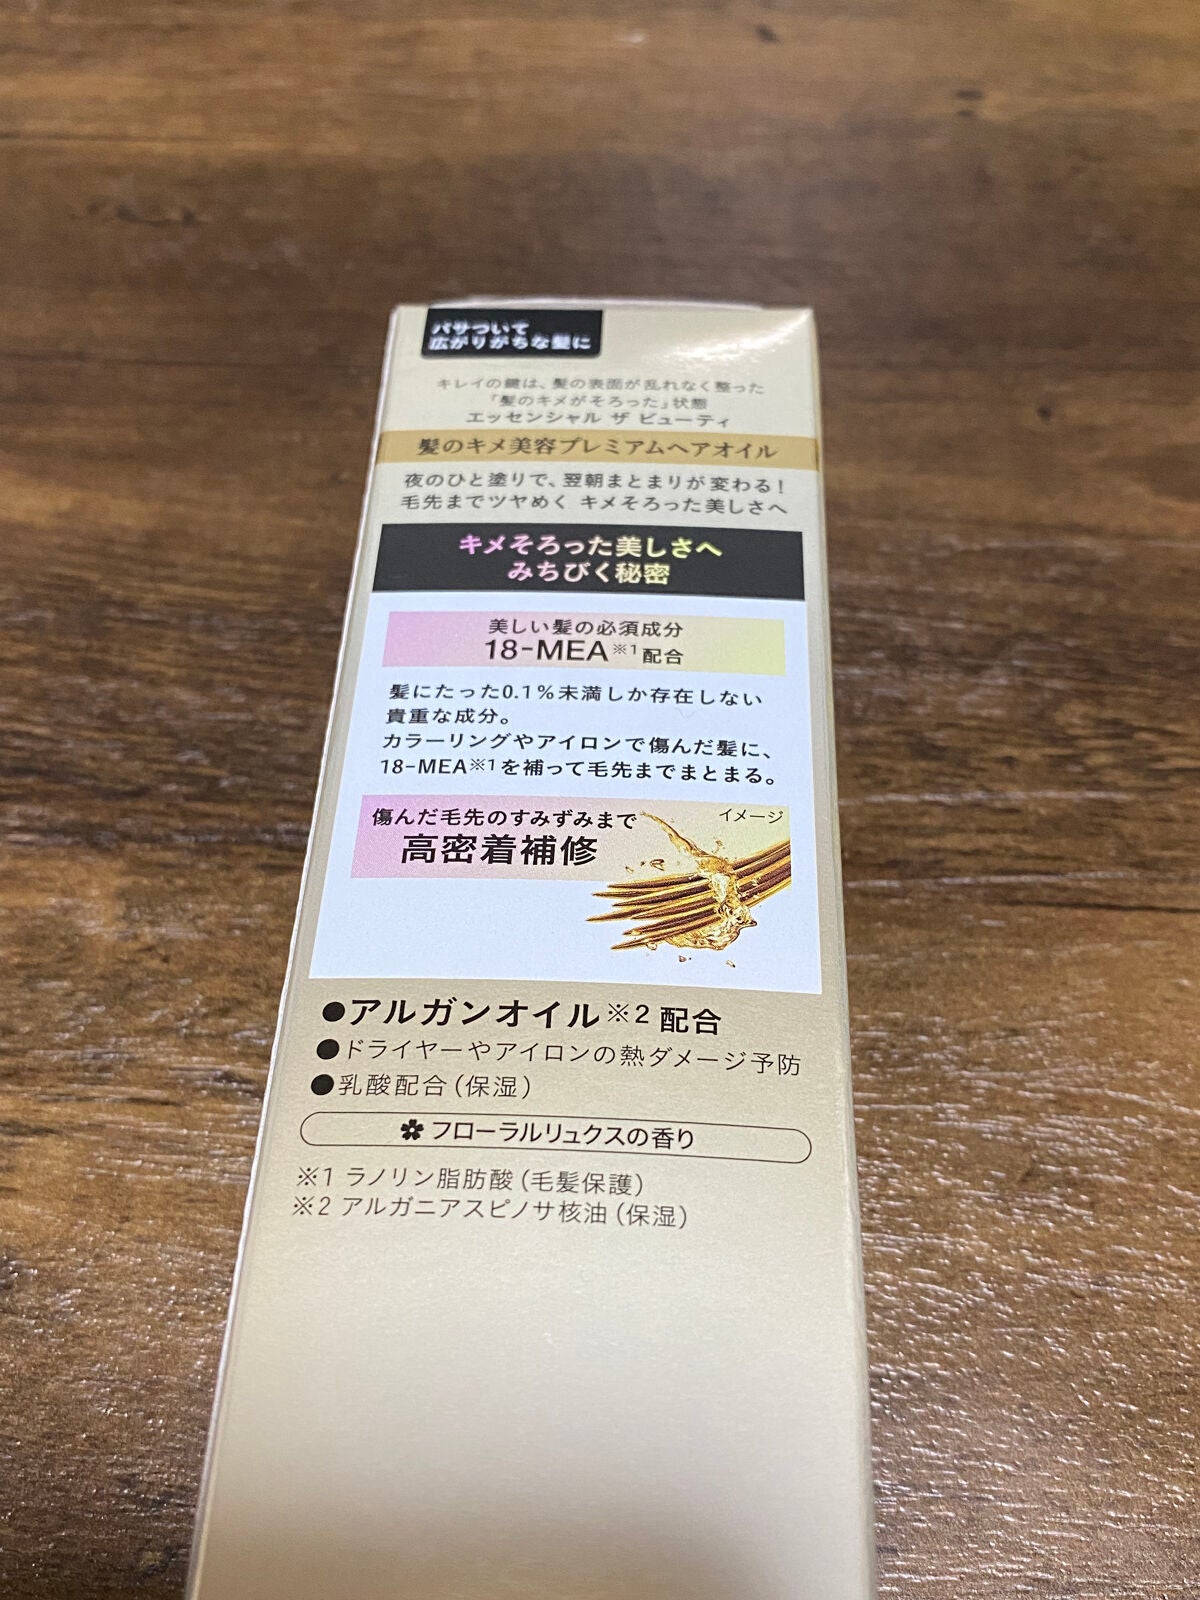 パサついて
広がりがちな髪に
キレイの鍵は、髪の表面が乱れなく整った
「髪のキメがそろった」状態
エッセンシャル ザ ビューティ
髪のキメ美容プレミアムヘアオイル
夜のひと塗りで、翌朝まとまりが変わる!
毛先までツヤめく キメそろった美しさへ
キメそろった美しさへ
みちびく秘密
美しい髪の必須成分
18-MEA※1配合
髪にたった0.1%未満しか存在しない
貴重な成分。
カラーリングやアイロンで傷んだ髪に、
18-MEA※1を補って毛先までまとまる。
傷んだ毛先のすみずみまで
イメージ
高密着補修
●アルガンオイル※2配合
●ドライヤーやアイロンの熱ダメージ予防
●乳酸配合(保湿)
フローラルリュクスの香り
※1 ラノリン脂肪酸(毛髪保護)
※2 アルガニアスピノサ核油(保湿)